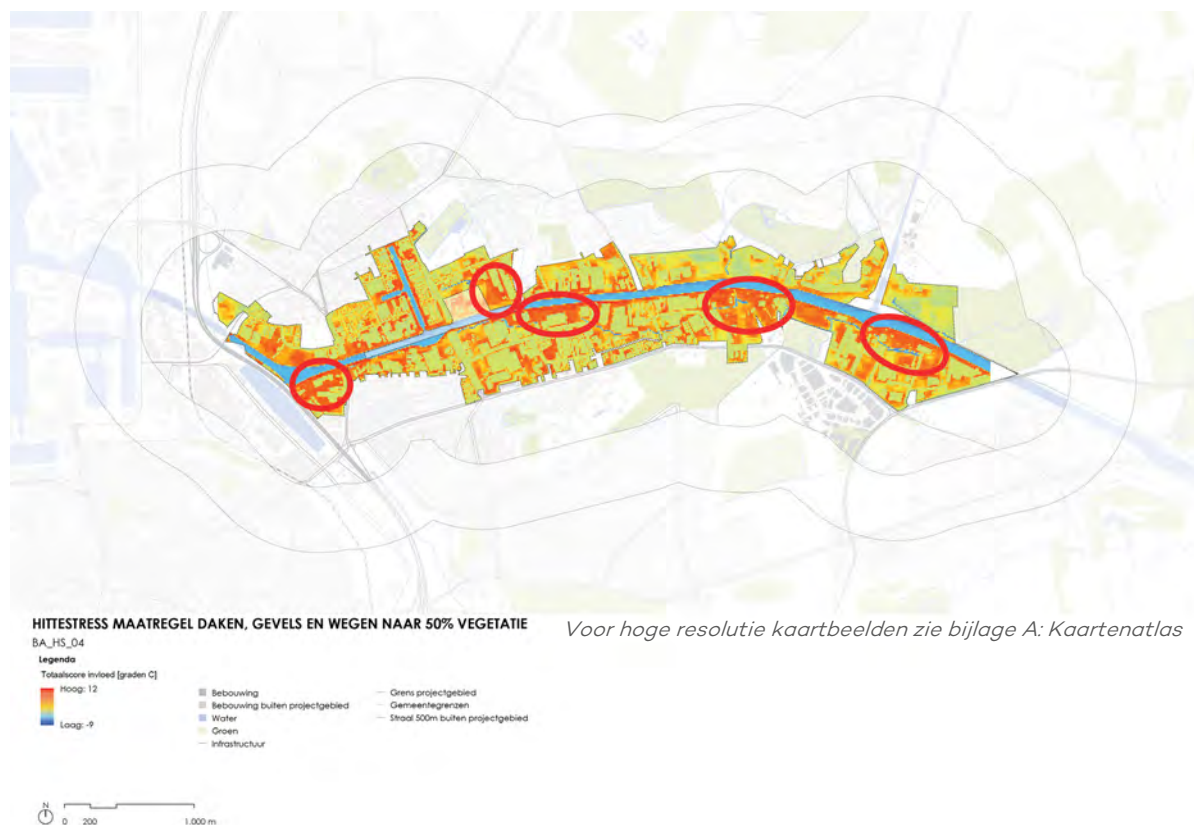 HITTESTRESS MAATREGEL DAKEN, GEVELS EN WEGEN NAAR 50% VEGETATIE
Voor hoge resolutie kaartbeelden zie bijlage A: Kaartenatlas
BA_HS_04
Legenda
Totaalscore invloed [graden C]
Hoog: 12
Laag: -9
Bebouwing
Bebouwing buiten projectgebied
Water
Groen
Infrastructuur
Grens projectgebied
Gemeentegrenzen
Straal 500m buiten projectgebied
N
0 200 1.000 m